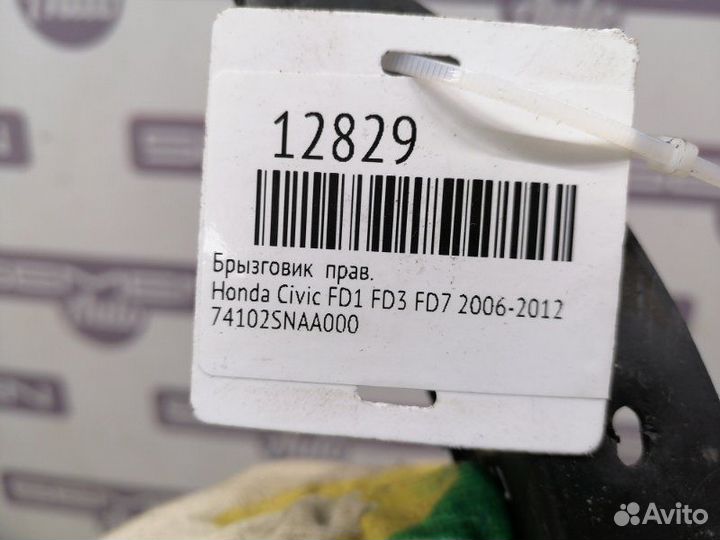 12829
Брызговик прав.
Honda Civic FD1 FD3 FD7 2006-2012
74102SNAA000
Avito